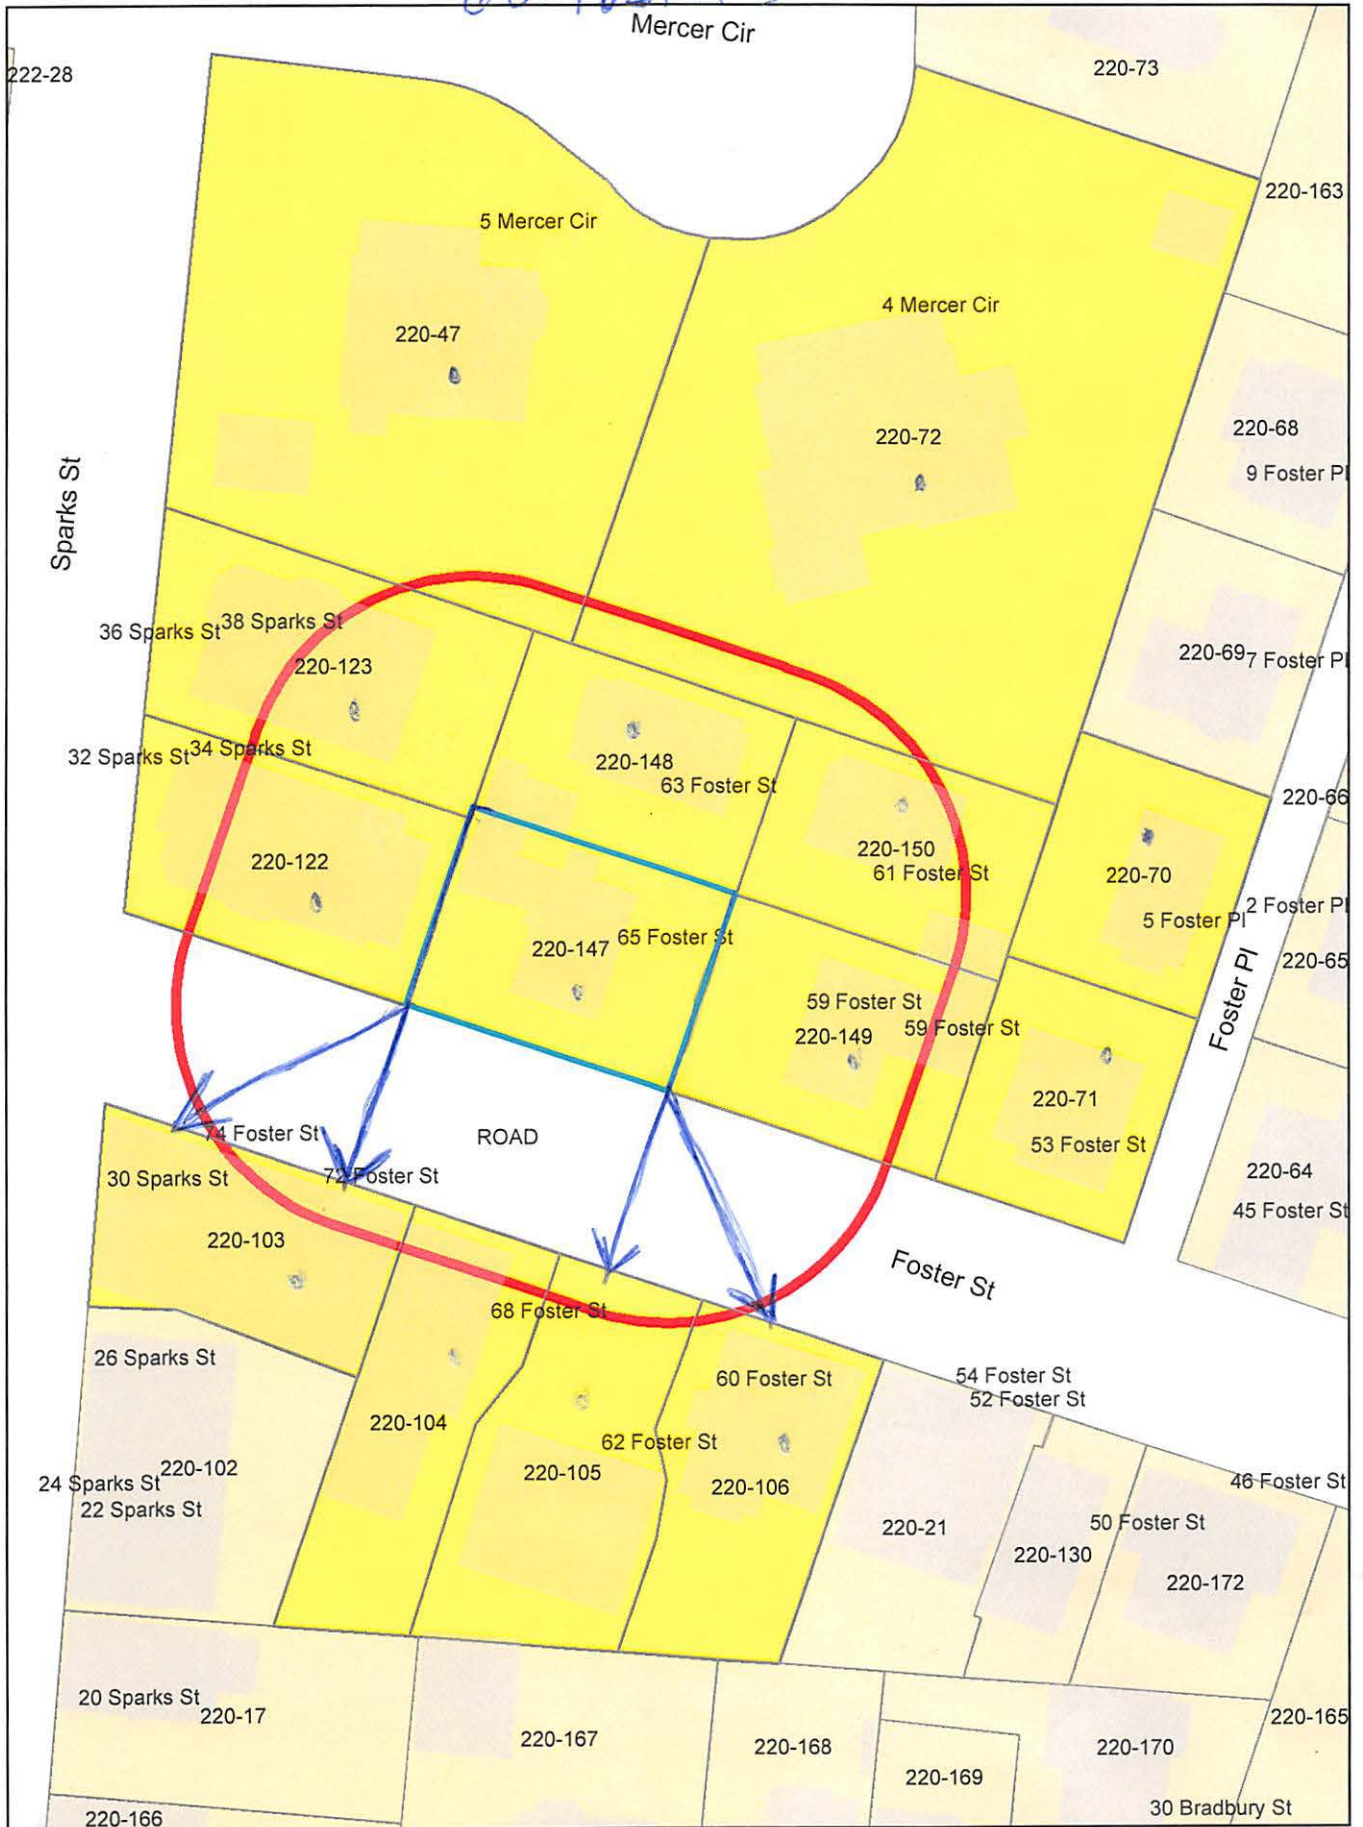 Mercer Cir
222-28
220-73
220-163
5 Mercer Cir
4 Mercer Cir
220-47
220-72
220-68
9 Foster Pl
Sparks St
36 Sparks St
38 Sparks St
220-123
220-69
7 Foster Pl
32 Sparks St
34 Sparks St
220-148
63 Foster St
220-66
220-122
220-150
61 Foster St
220-70
5 Foster Pl
2 Foster Pl
220-147
65 Foster St
220-65
59 Foster St
220-149
59 Foster St
Foster Pl
220-71
53 Foster St
74 Foster St
ROAD
72 Foster St
30 Sparks St
220-64
45 Foster St
220-103
Foster St
68 Foster St
26 Sparks St
60 Foster St
54 Foster St
52 Foster St
220-104
62 Foster St
220-105
220-106
24 Sparks St
220-102
22 Sparks St
46 Foster St
220-21
50 Foster St
220-130
220-172
20 Sparks St
220-17
220-167
220-168
220-169
220-170
220-165
30 Bradbury St
220-166